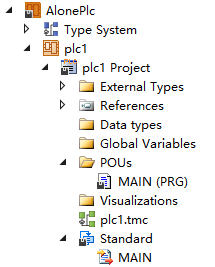 AlonePlc
Type System
plc1
plc1 Project
External Types
References
Data types
Global Variables
POUs
MAIN (PRG)
Visualizations
plc1.tmc
Standard
MAIN